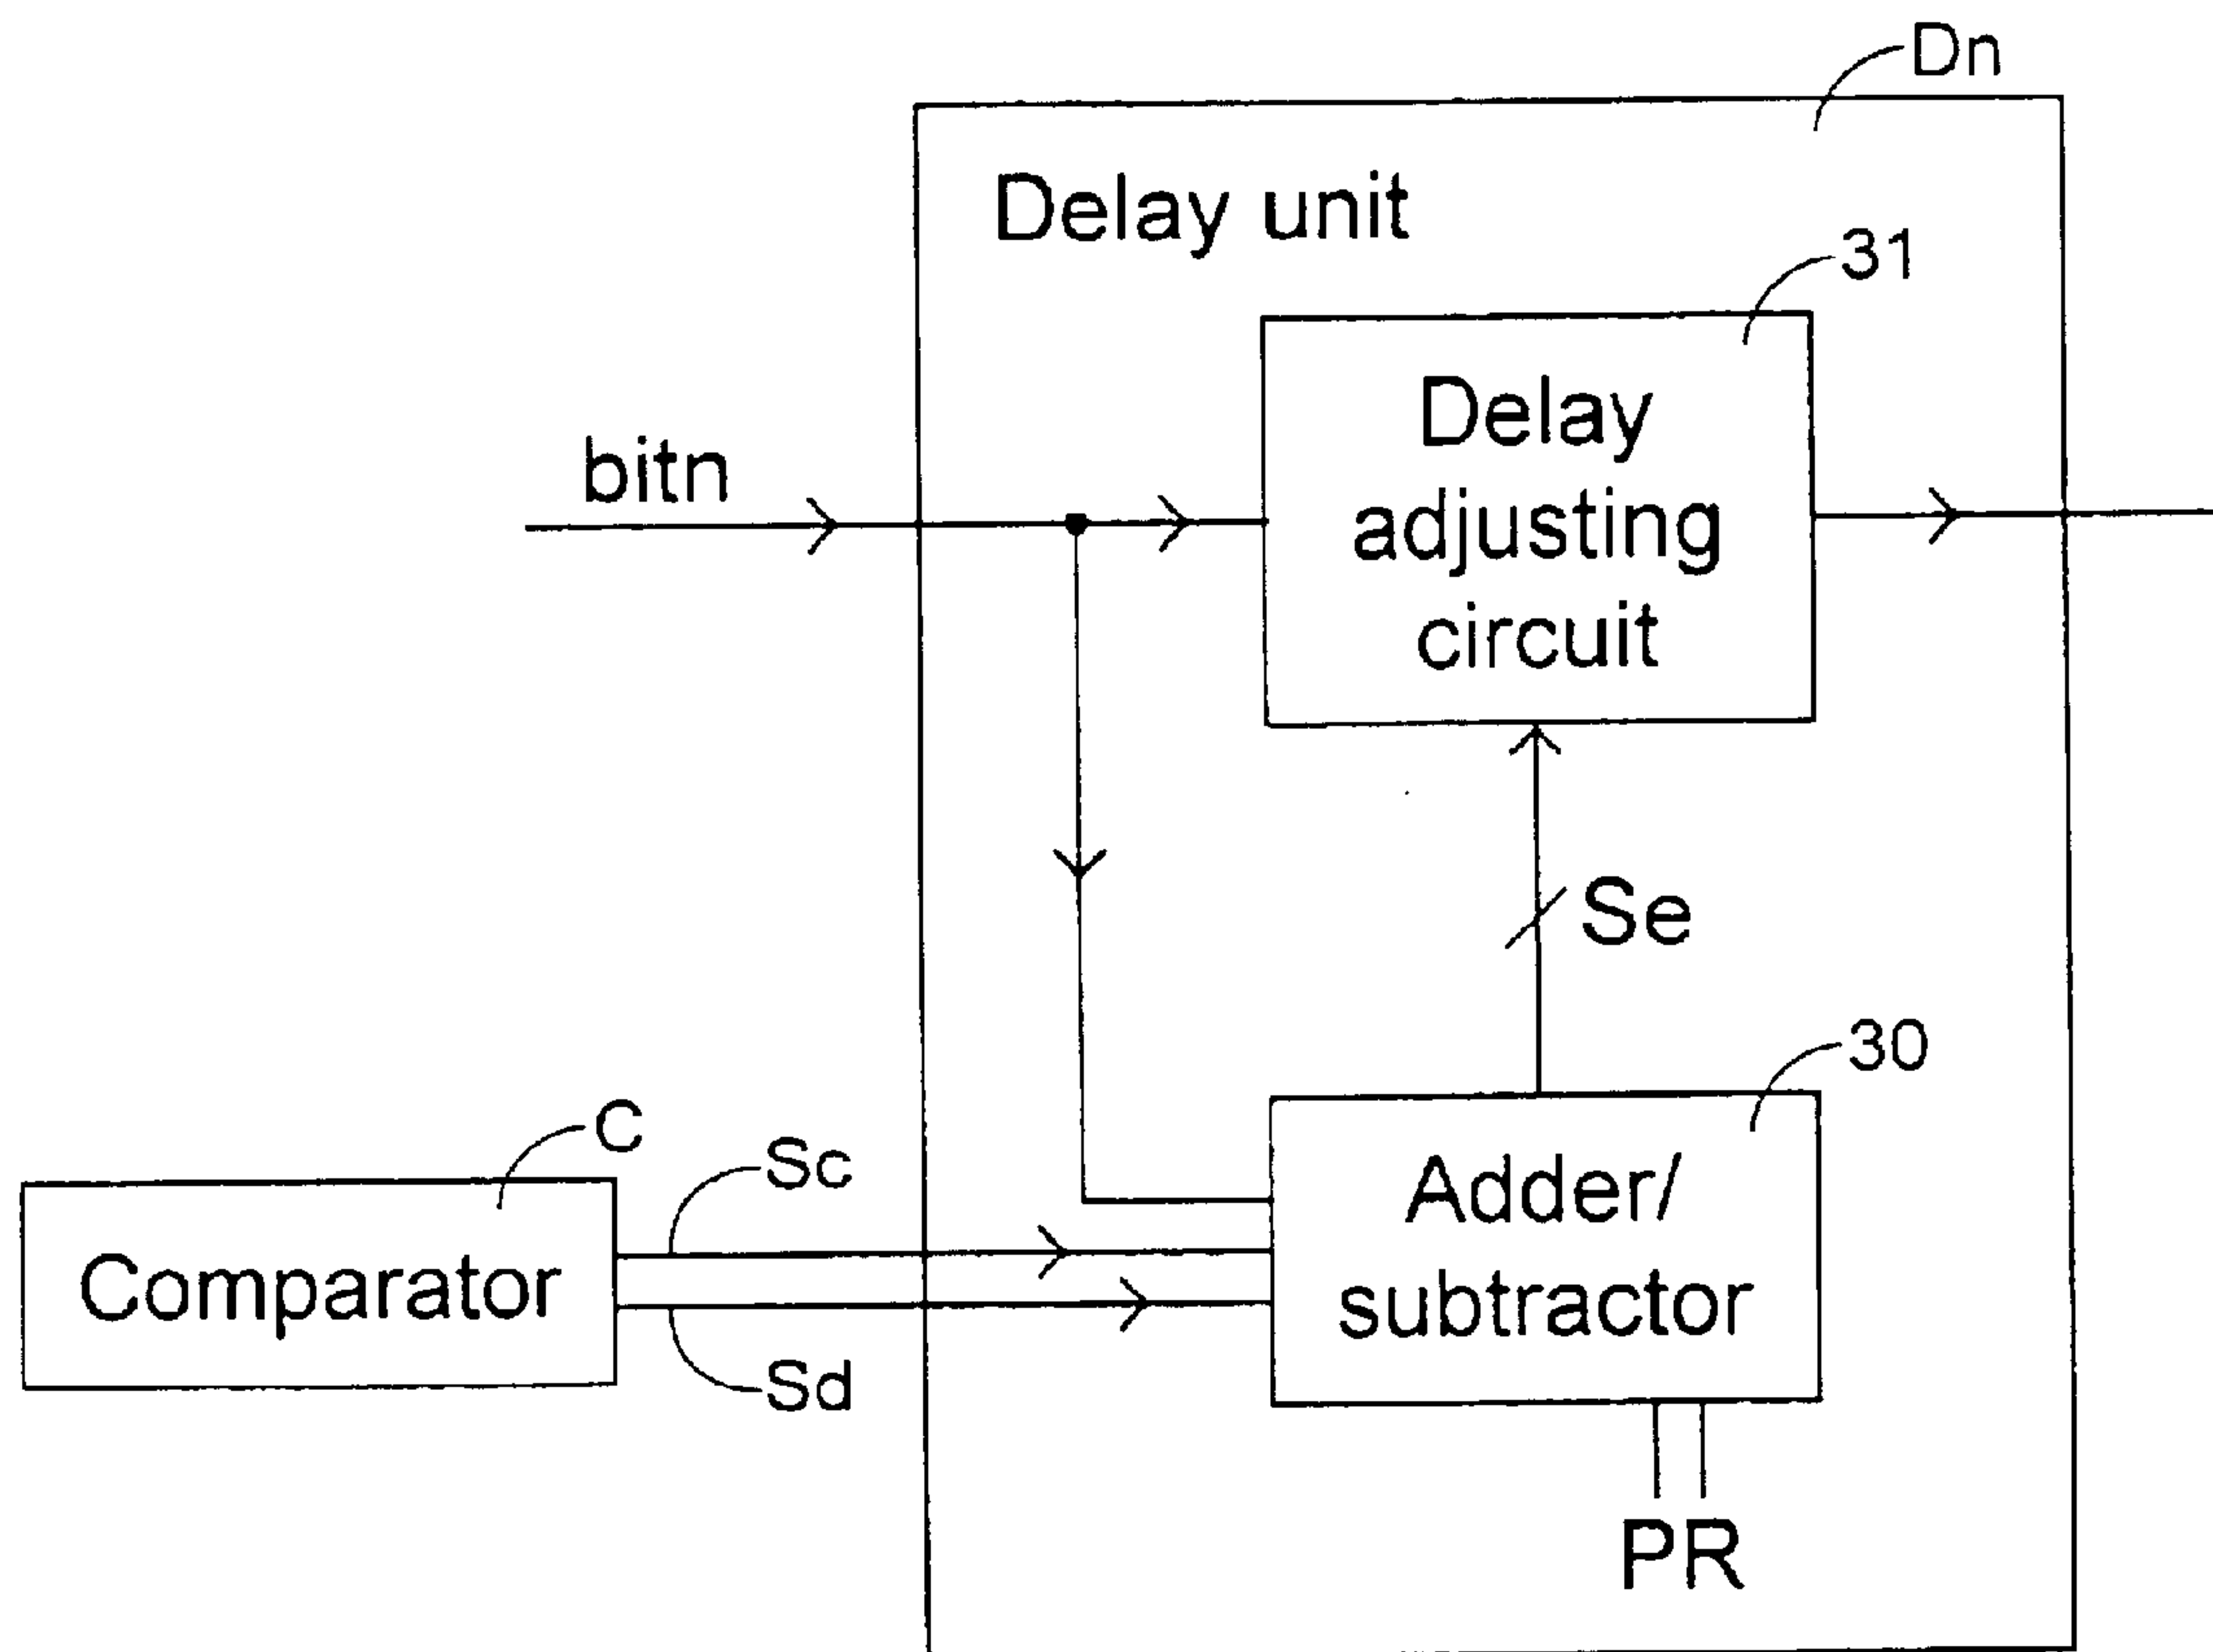 Dn
Delay unit
31
Delay
adjusting
circuit
bitn
Se
30
C
Sc
Adder/
subtractor
Comparator
Sd
PR